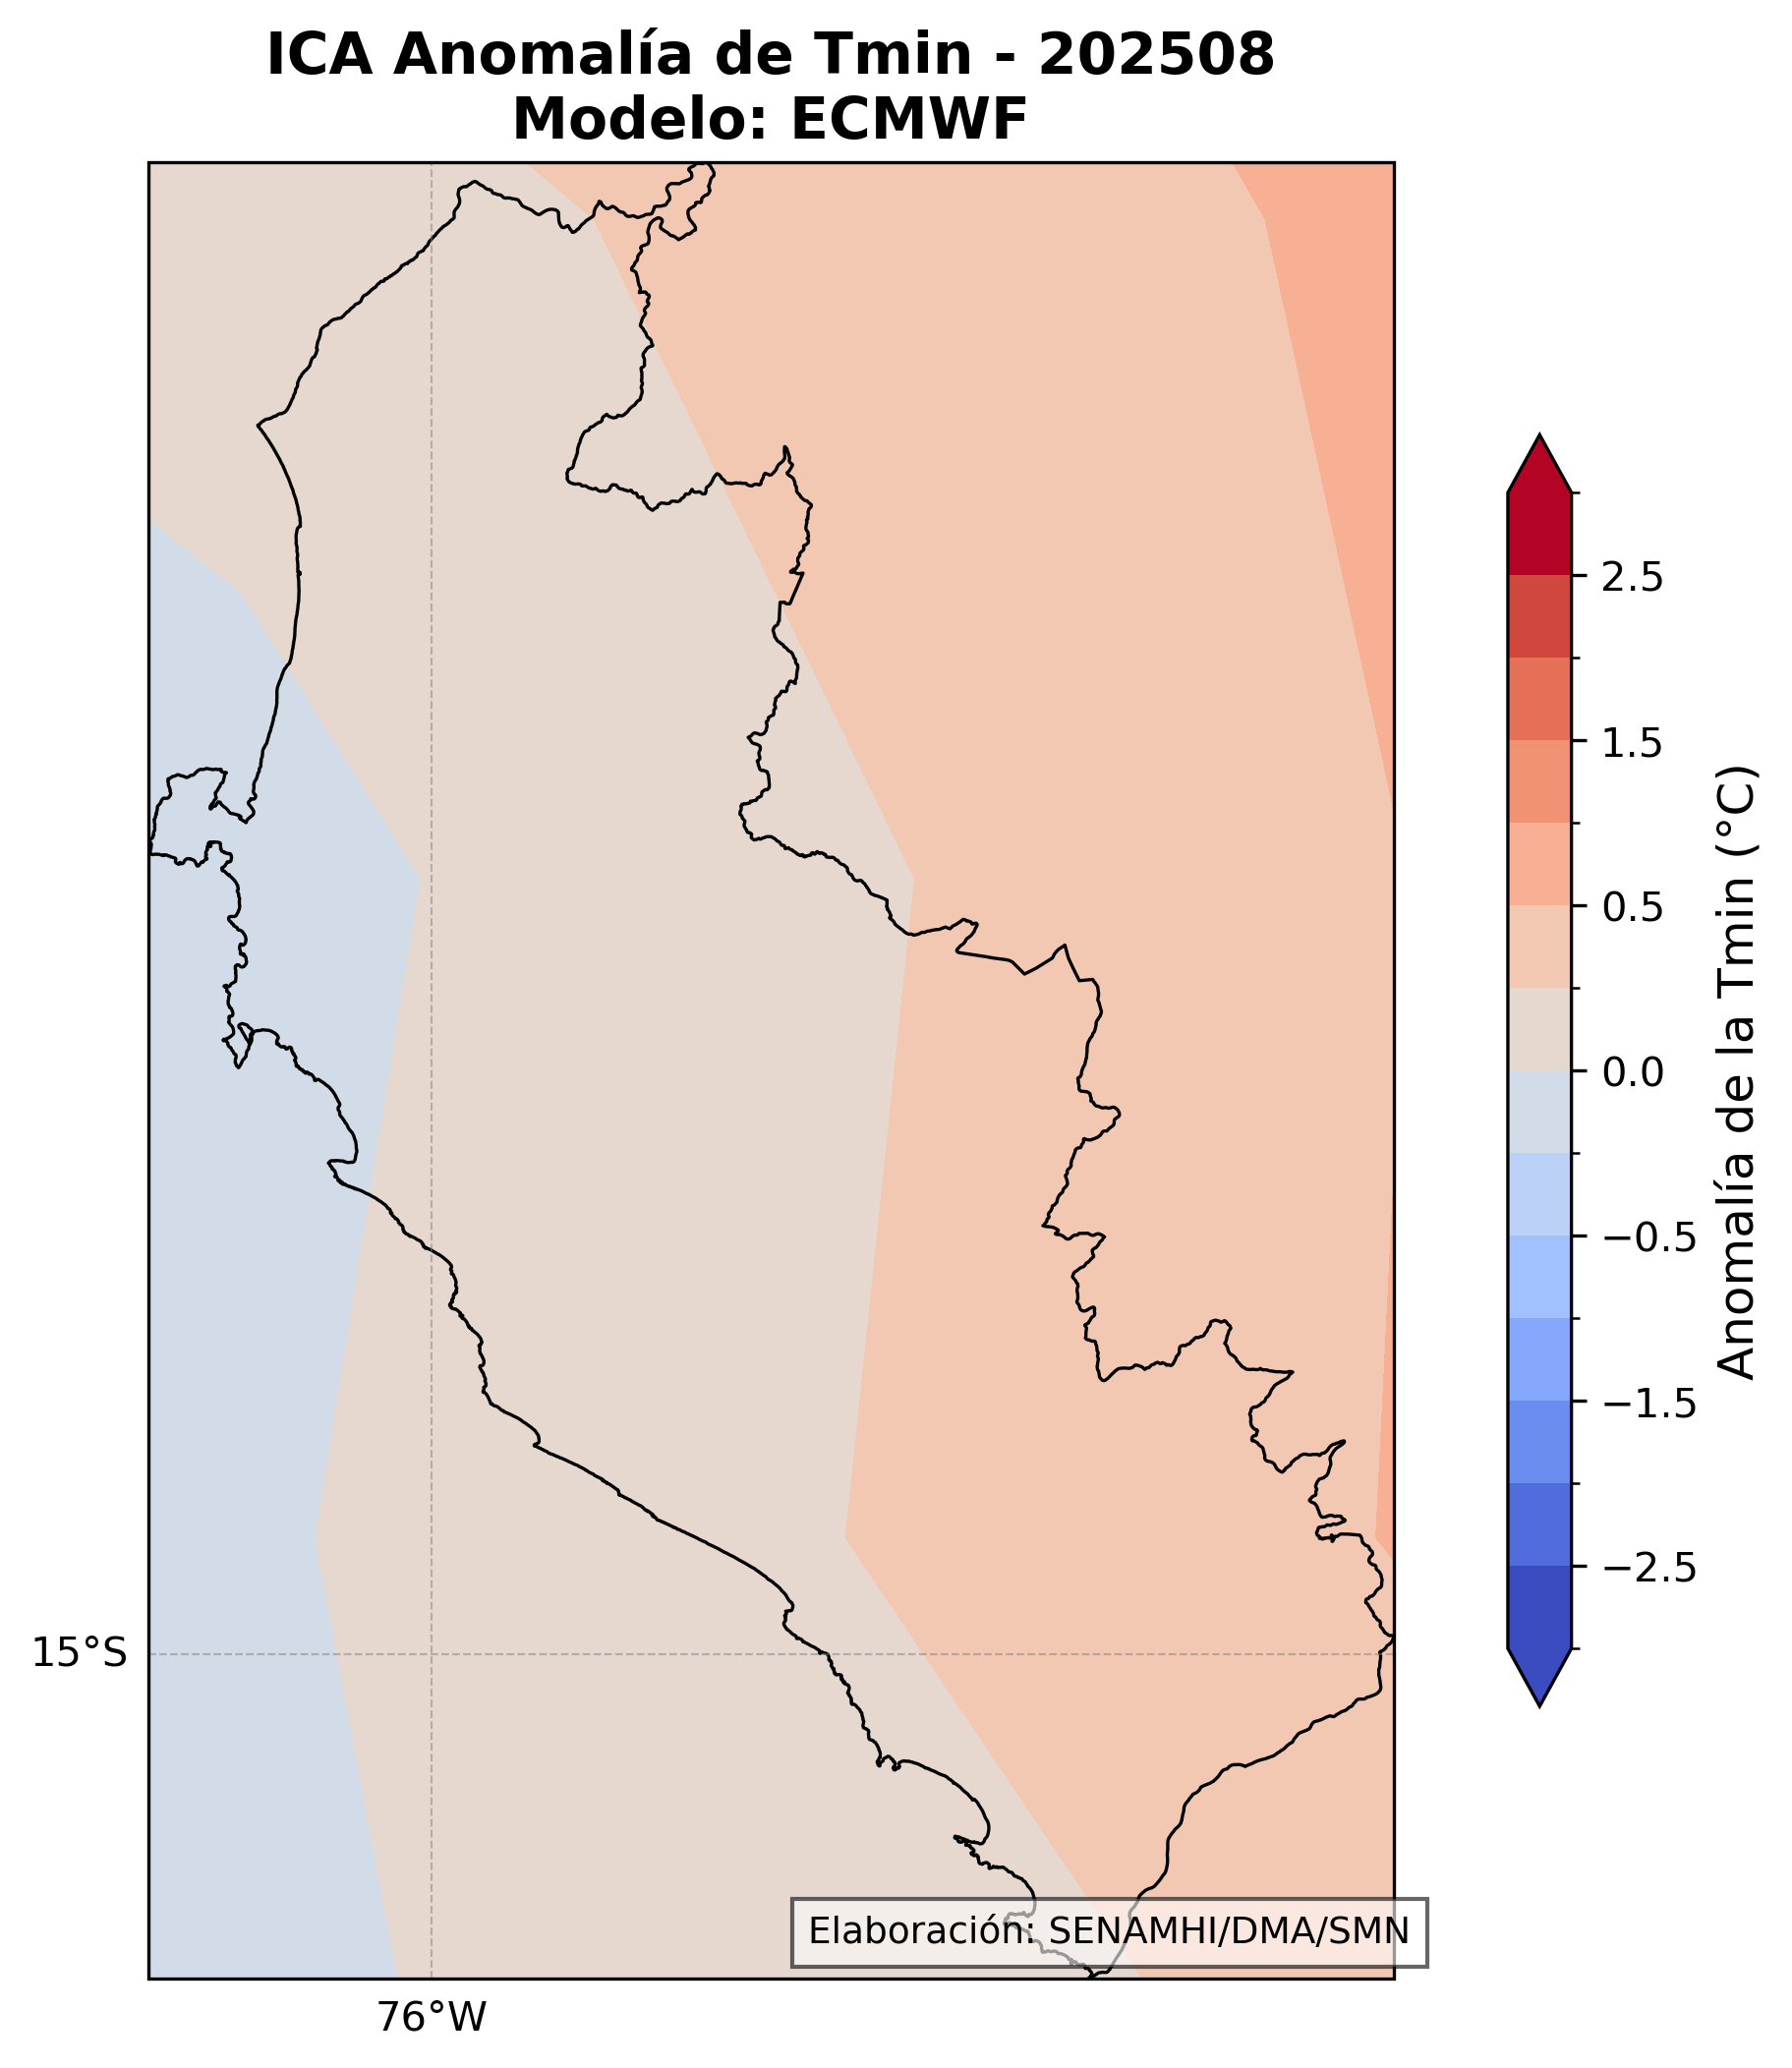 ICA Anomalía de Tmin - 202508
Modelo: ECMWF
2.5
1.5
0.5
0.0
−0.5
−1.5
−2.5
Anomalía de la Tmin (°C)
15°S
76°W
Elaboración: SENAMHI/DMA/SMN